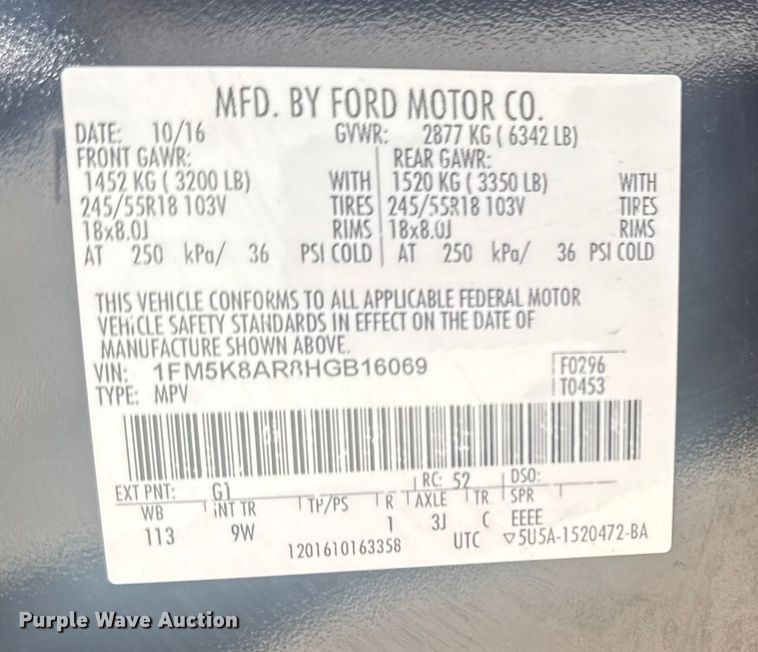 MFD. BY FORD MOTOR CO.
DATE: 10/16 GVWR: 2877 KG ( 6342 LB)
FRONT GAWR: REAR GAWR:
1452 KG ( 3200 LB) WITH 1520 KG ( 3350 LB) WITH
245/55R18 103V TIRES 245/55R18 103V TIRES
18x8.0J RIMS 18x8.0J RIMS
AT 250 kPa/ 36 PSI COLD AT 250 kPa/ 36 PSI COLD
THIS VEHICLE CONFORMS TO ALL APPLICABLE FEDERAL MOTOR
VEHICLE SAFETY STANDARDS IN EFFECT ON THE DATE OF
MANUFACTURE SHOWN ABOVE.
VIN: 1FM5K8AR8HGB16069 F0296
TYPE: MPV T0453
EXT PNT: G1 RC: 52 DSO:
WB INT TR TP/PS R AXLE TR SPR
113 9W 1 3J C EEEE
1201610163358 UTC ▽5U5A-1520472-BA
Purple Wave Auction